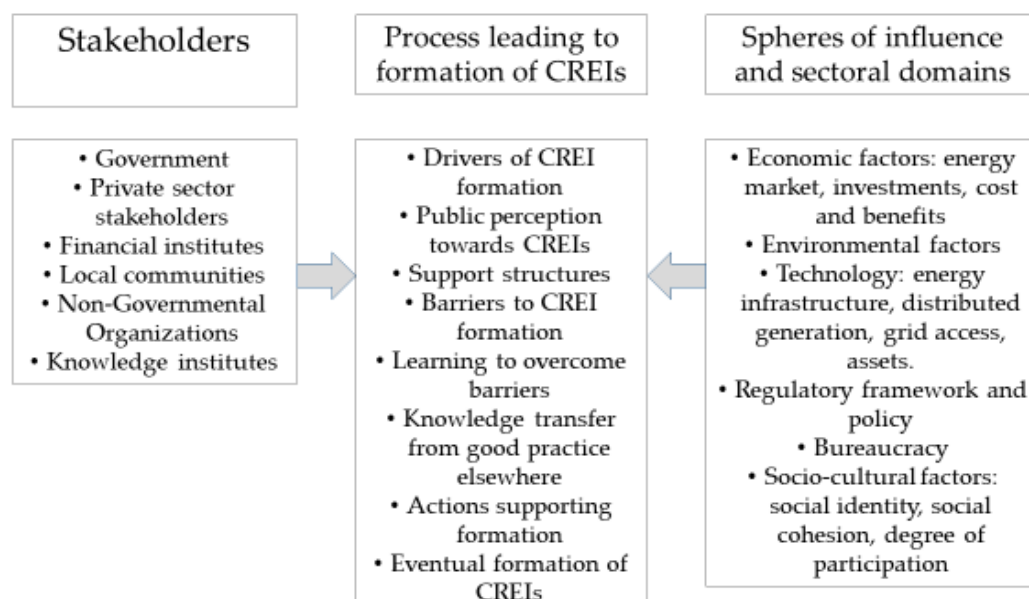 Stakeholders
• Government
• Private sector
stakeholders
• Financial institutes
• Local communities
• Non-Governmental
Organizations
• Knowledge institutes
Process leading to
formation of CREIs
• Drivers of CREI
formation
• Public perception
towards CREIs
• Support structures
• Barriers to CREI
formation
• Learning to overcome
barriers
• Knowledge transfer
from good practice
elsewhere
• Actions supporting
formation
• Eventual formation of
CREIs
Spheres of influence
and sectoral domains
• Economic factors: energy
market, investments, cost
and benefits
• Environmental factors
• Technology: energy
infrastructure, distributed
generation, grid access,
assets.
• Regulatory framework and
policy
• Bureaucracy
• Socio-cultural factors:
social identity, social
cohesion, degree of
participation